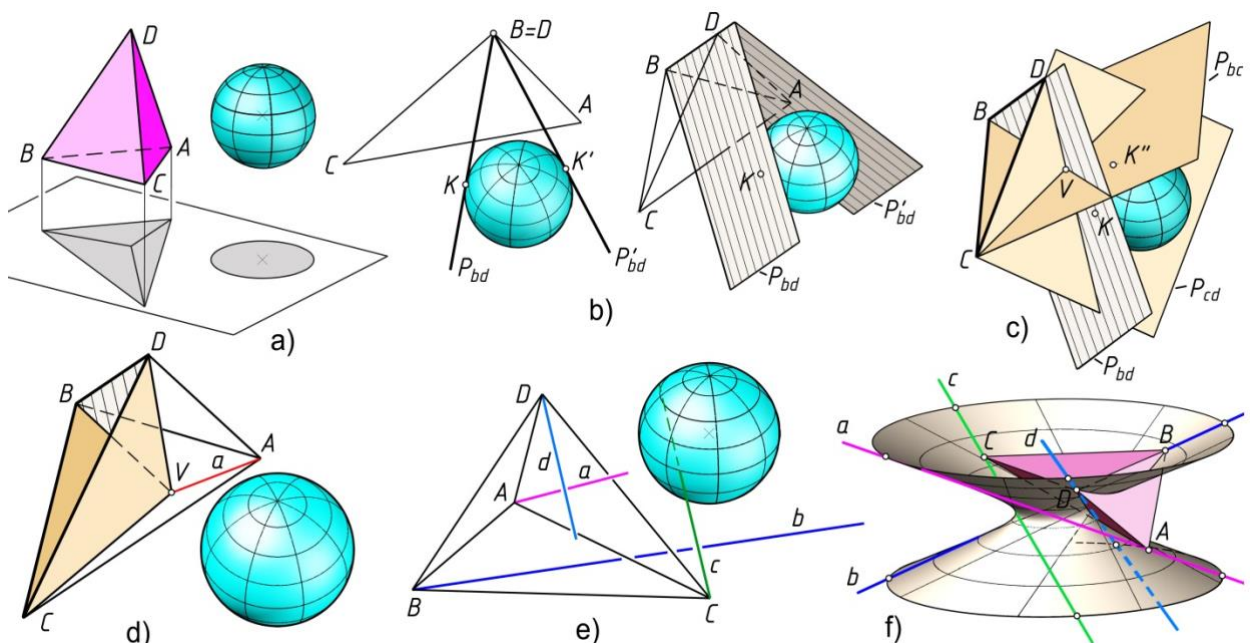 D
B
A
C
a)
B=D
A
C
K
K'
P_bd
P'_bd
D
B
A
C
K
P'_bd
P_bd
b)
D
B
P_bc
K''
V
K
C
P_cd
P_bd
c)
D
B
A
V
a
C
d)
D
d
a
A
b
B
c
C
e)
c
a
C
d
B
D
A
b
f)